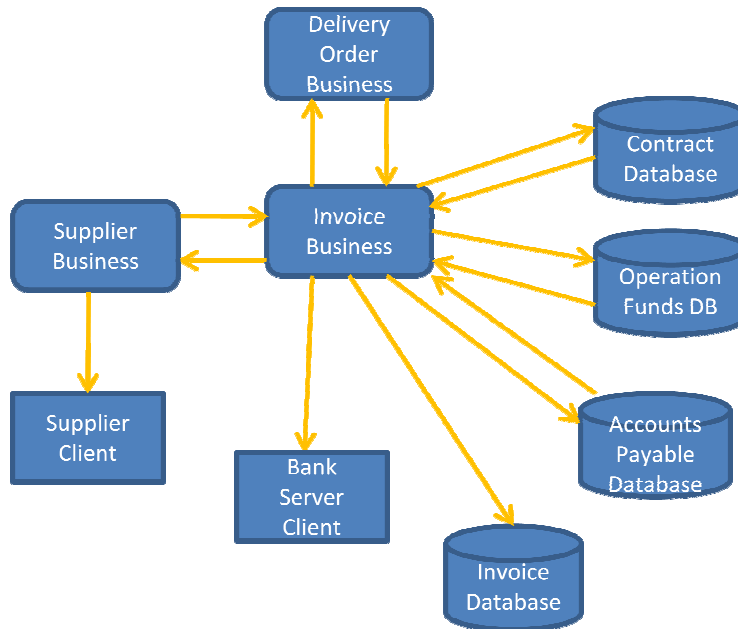 Delivery
Order
Business
Contract
Database
Supplier
Business
Invoice
Business
Operation
Funds DB
Supplier
Client
Accounts
Payable
Database
Bank
Server
Client
Invoice
Database